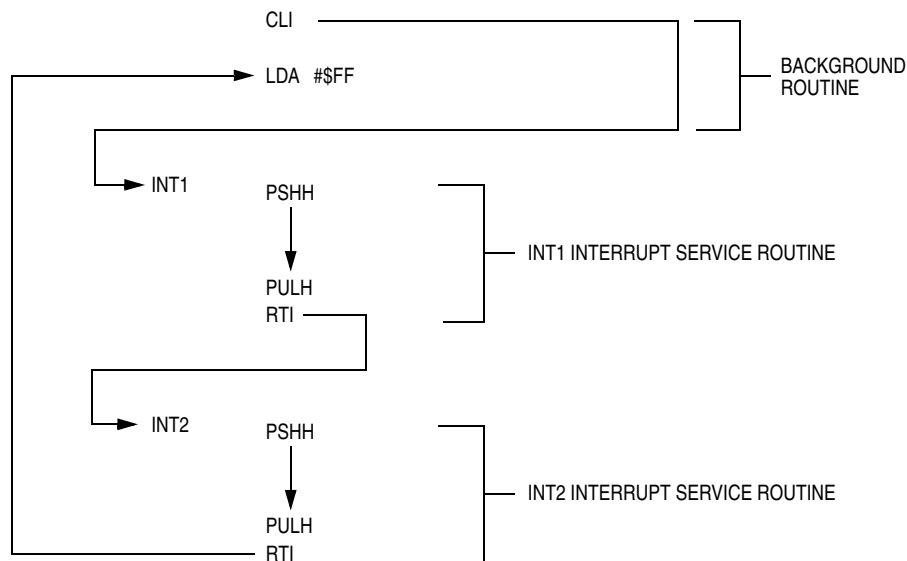 CLI
LDA #$FF
BACKGROUND
ROUTINE
INT1
PSHH
INT1 INTERRUPT SERVICE ROUTINE
PULH
RTI
INT2
PSHH
INT2 INTERRUPT SERVICE ROUTINE
PULH
RTI